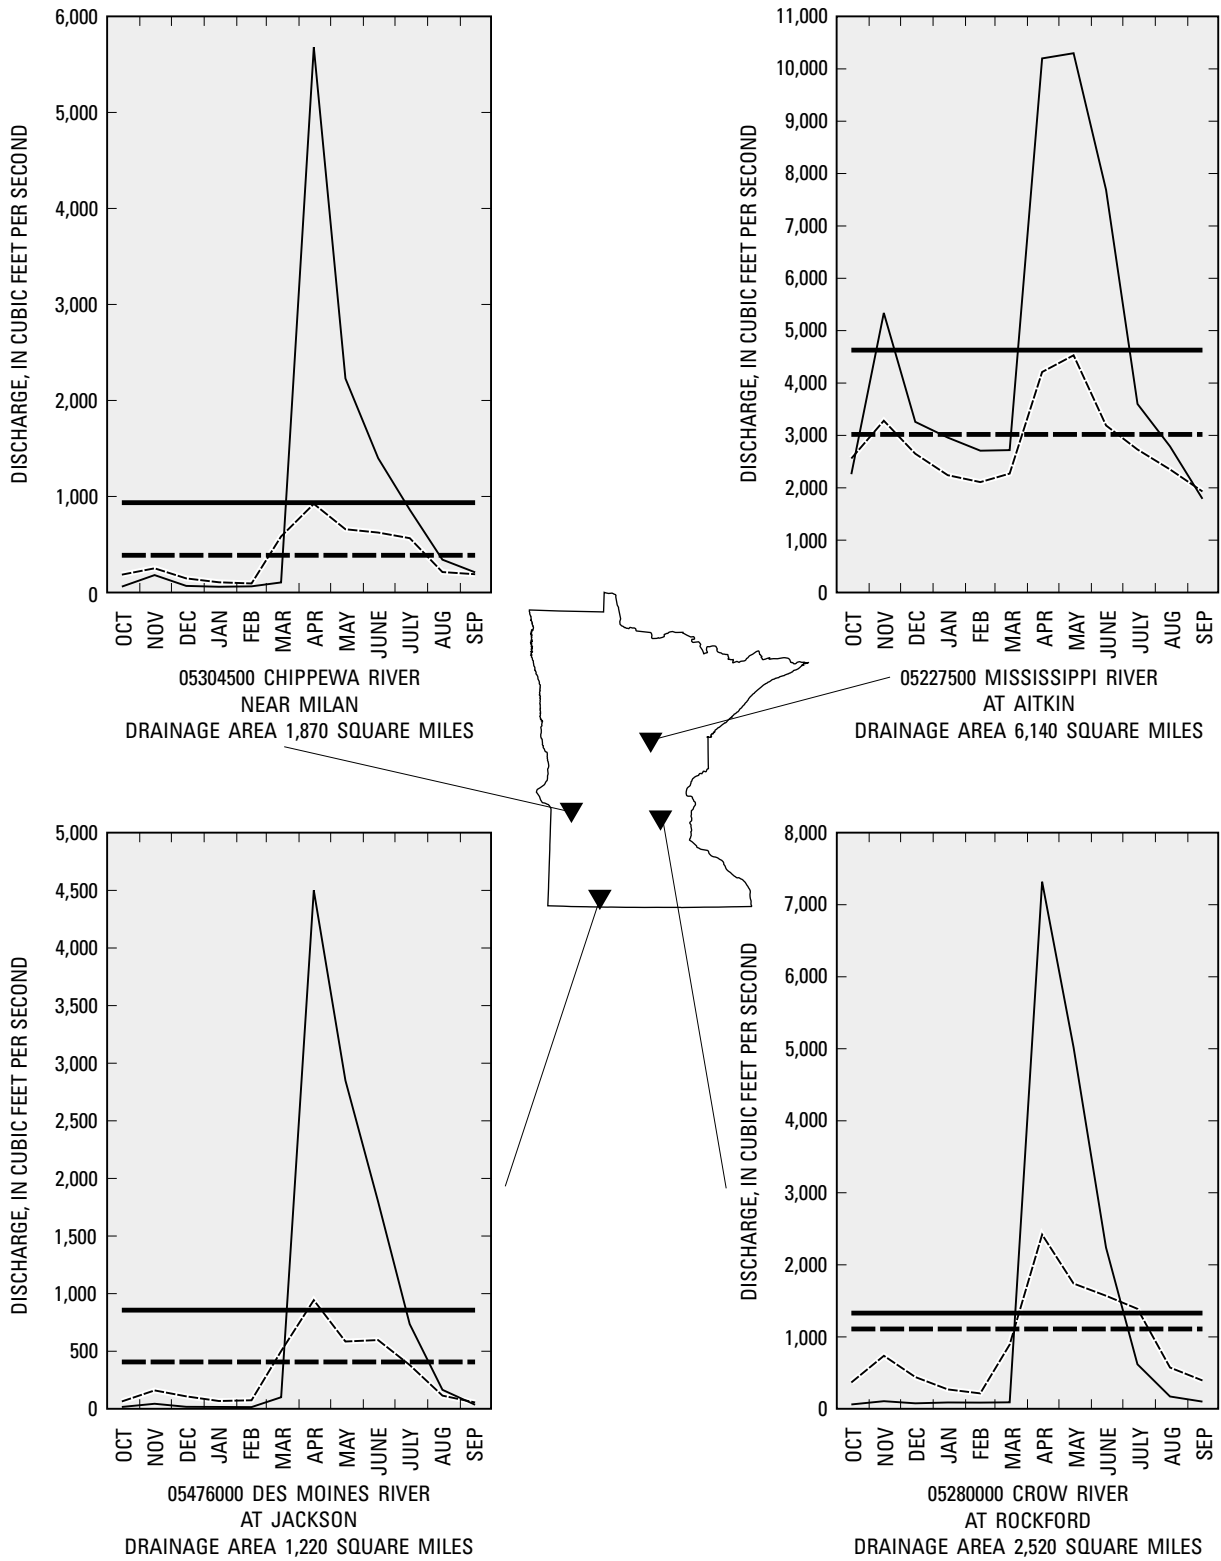 DISCHARGE, IN CUBIC FEET PER SECOND
6,000
5,000
4,000
3,000
2,000
1,000
0
OCT
NOV
DEC
JAN
FEB
MAR
APR
MAY
JUNE
JULY
AUG
SEP
05304500 CHIPPEWA RIVER
NEAR MILAN
DRAINAGE AREA 1,870 SQUARE MILES
DISCHARGE, IN CUBIC FEET PER SECOND
11,000
10,000
9,000
8,000
7,000
6,000
5,000
4,000
3,000
2,000
1,000
0
OCT
NOV
DEC
JAN
FEB
MAR
APR
MAY
JUNE
JULY
AUG
SEP
05227500 MISSISSIPPI RIVER
AT AITKIN
DRAINAGE AREA 6,140 SQUARE MILES
DISCHARGE, IN CUBIC FEET PER SECOND
5,000
4,500
4,000
3,500
3,000
2,500
2,000
1,500
1,000
500
0
OCT
NOV
DEC
JAN
FEB
MAR
APR
MAY
JUNE
JULY
AUG
SEP
05476000 DES MOINES RIVER
AT JACKSON
DRAINAGE AREA 1,220 SQUARE MILES
DISCHARGE, IN CUBIC FEET PER SECOND
8,000
7,000
6,000
5,000
4,000
3,000
2,000
1,000
0
OCT
NOV
DEC
JAN
FEB
MAR
APR
MAY
JUNE
JULY
AUG
SEP
05280000 CROW RIVER
AT ROCKFORD
DRAINAGE AREA 2,520 SQUARE MILES